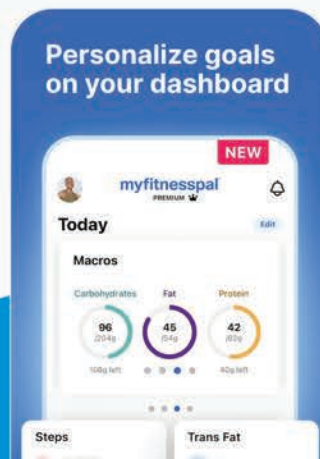 Personalize goals
on your dashboard
NEW
myfitnesspal
PREMIUM
Today
Edit
Macros
Carbohydrates Fat Protein
96 45 42
/204g /54g /82g
108g left 40g left
Steps Trans Fat